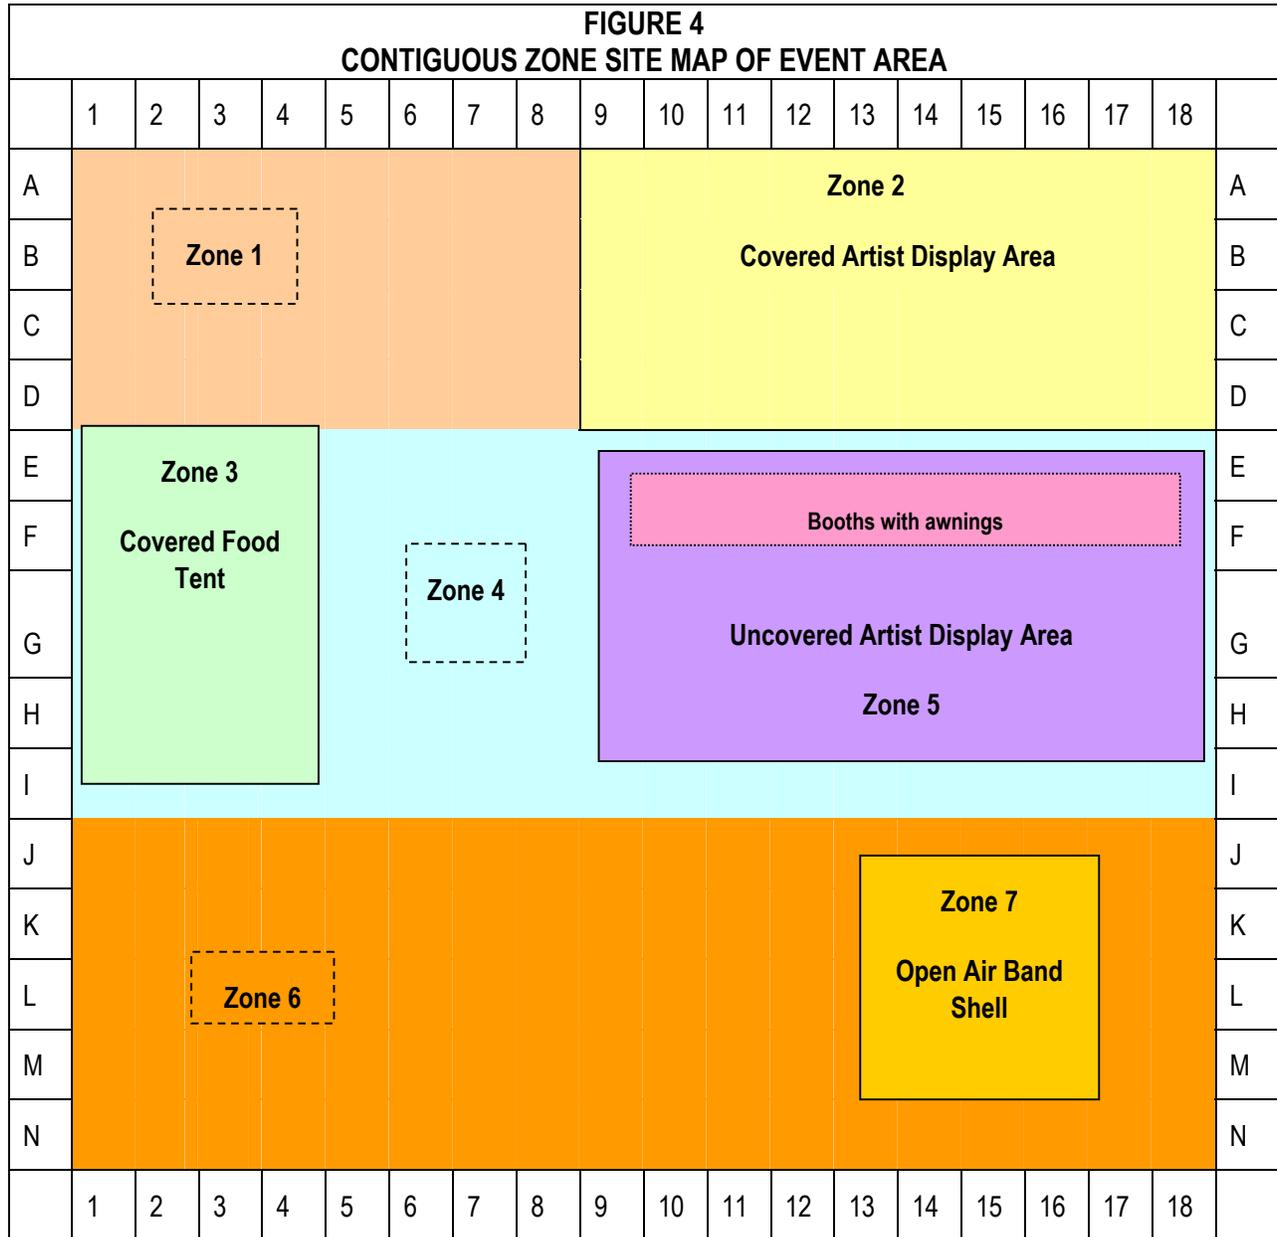 FIGURE 4
CONTIGUOUS ZONE SITE MAP OF EVENT AREA
1 2 3 4 5 6 7 8 9 10 11 12 13 14 15 16 17 18
A Zone 2 A
B Zone 1 Covered Artist Display Area B
C C
D D
E Zone 3 E
F Covered Food Booths with awnings F
Tent Zone 4
G Uncovered Artist Display Area G
H Zone 5 H
I I
J J
K Zone 7 K
L Zone 6 Open Air Band L
Shell
M M
N N
1 2 3 4 5 6 7 8 9 10 11 12 13 14 15 16 17 18